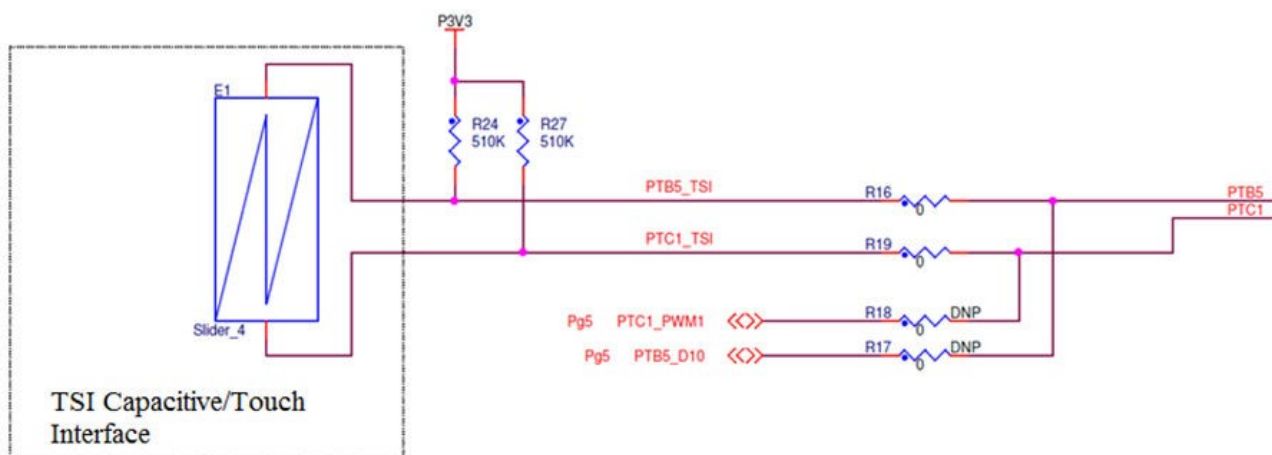 P3V3
E1
R24
510K
R27
510K
PTB5_TSI
R16
0
PTB5
PTC1
PTC1_TSI
R19
0
Slider_4
Pg5 PTC1_PWM1
R18
0
DNP
Pg5 PTB5_D10
R17
0
DNP
TSI Capacitive/Touch
Interface